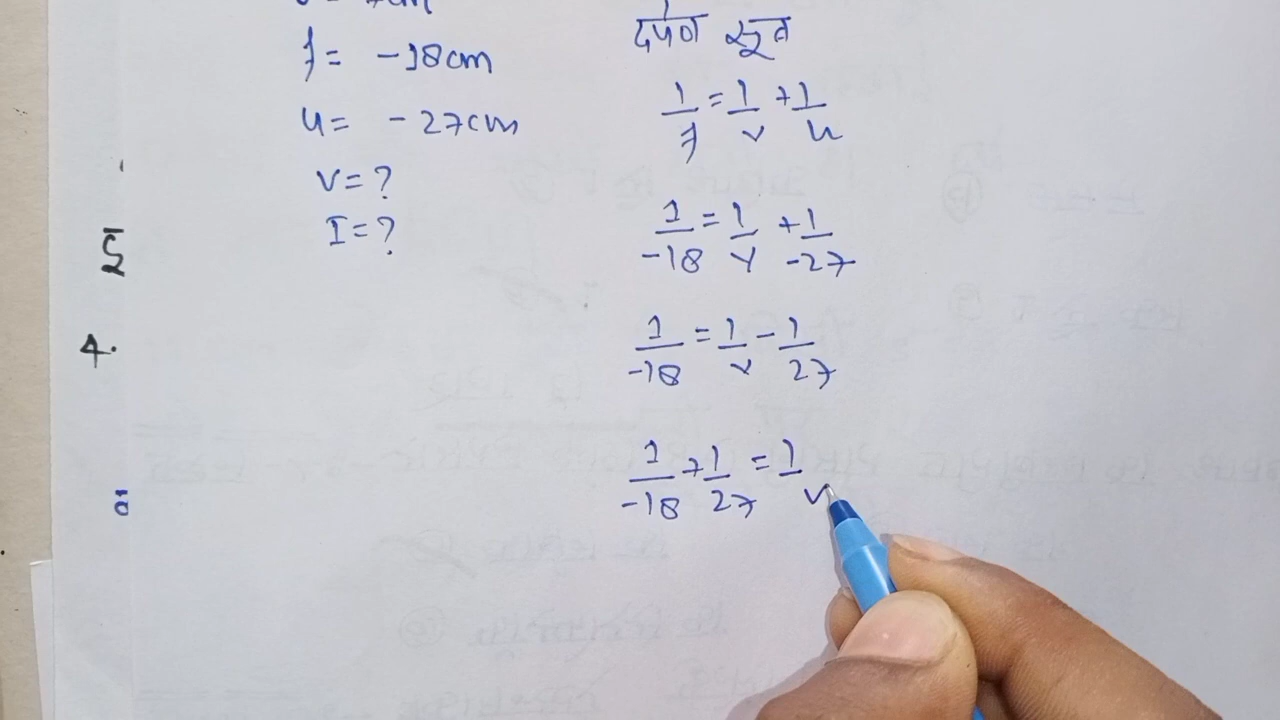 f = -18cm
u = -27cm
v = ?
I = ?
4.
दर्पण सूत्र
1/f = 1/v + 1/u
1/-18 = 1/v + 1/-27
1/-18 = 1/v - 1/27
1/-18 + 1/27 = 1/v